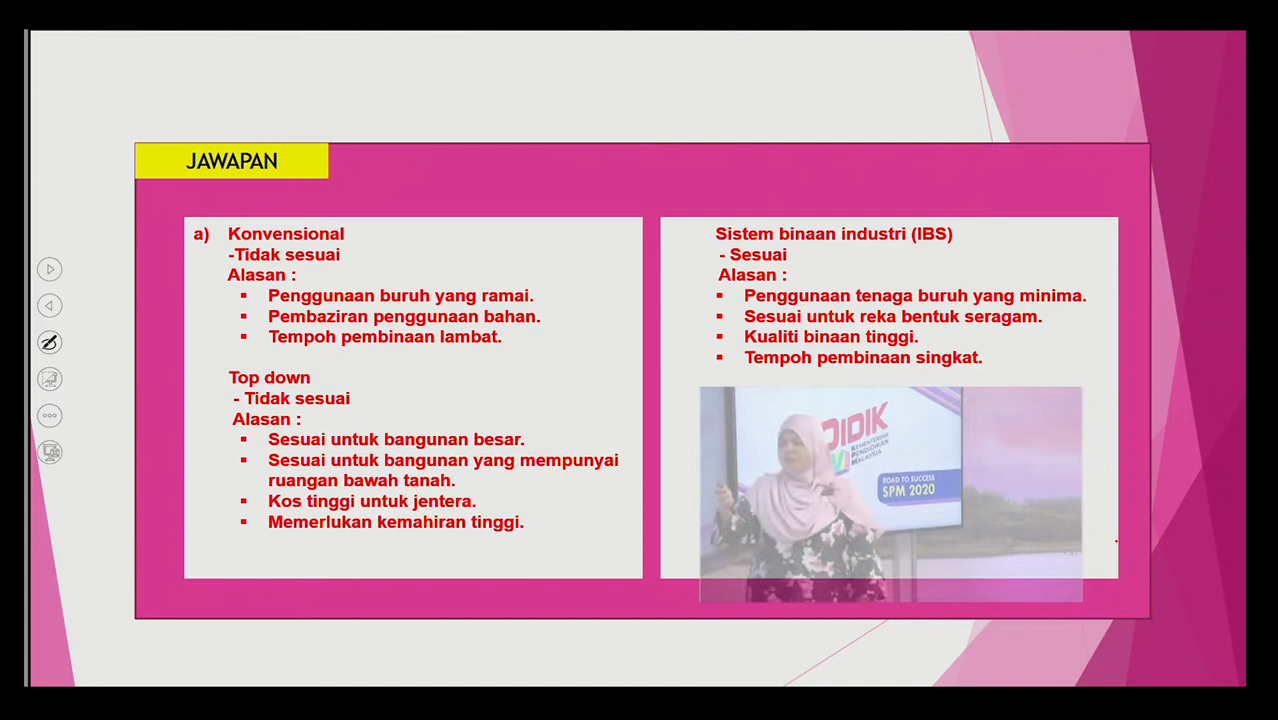 JAWAPAN
a) Konvensional
-Tidak sesuai
Alasan :
▪ Penggunaan buruh yang ramai.
▪ Pembaziran penggunaan bahan.
▪ Tempoh pembinaan lambat.
Top down
- Tidak sesuai
Alasan :
▪ Sesuai untuk bangunan besar.
▪ Sesuai untuk bangunan yang mempunyai
ruangan bawah tanah.
▪ Kos tinggi untuk jentera.
▪ Memerlukan kemahiran tinggi.
Sistem binaan industri (IBS)
- Sesuai
Alasan :
▪ Penggunaan tenaga buruh yang minima.
▪ Sesuai untuk reka bentuk seragam.
▪ Kualiti binaan tinggi.
▪ Tempoh pembinaan singkat.
DIDIK
KEMENTERIAN
PENDIDIKAN
MALAYSIA
ROAD TO SUCCESS
SPM 2020